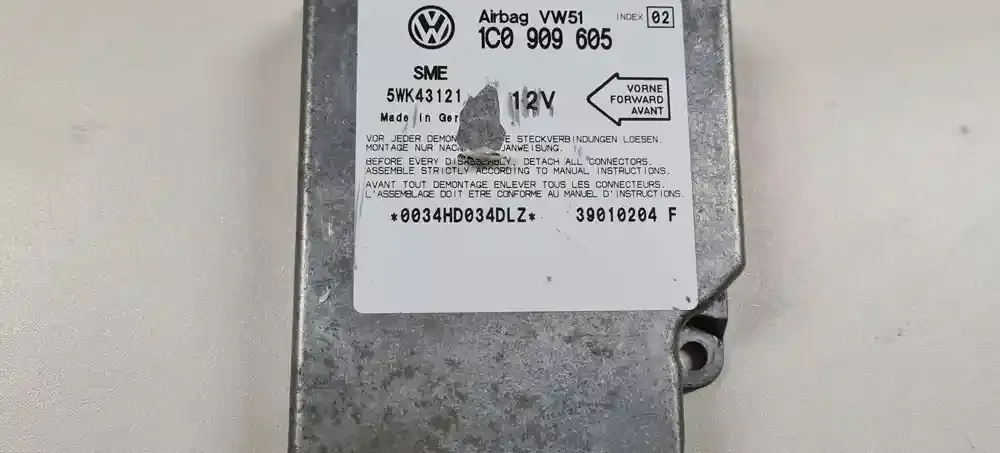 Airbag VW51 INDEX 02
1C0 909 605
SME
5WK43121 12V
Made in Ger
VORNE
FORWARD
AVANT
VOR JEDER DEMON STECKVERBINDUNGEN LOESEN.
MONTAGE NUR NAC ANWEISUNG.
BEFORE EVERY DISASSEMBLY, DETACH ALL CONNECTORS.
ASSEMBLE STRICTLY ACCORDING TO MANUAL INSTRUCTIONS.
AVANT TOUT DEMONTAGE ENLEVER TOUS LES CONNECTEURS.
L'ASSEMBLAGE DOIT ETRE CONFORME AU MANUEL D'INSTRUCTIONS.
*0034HD034DLZ* 39010204 F